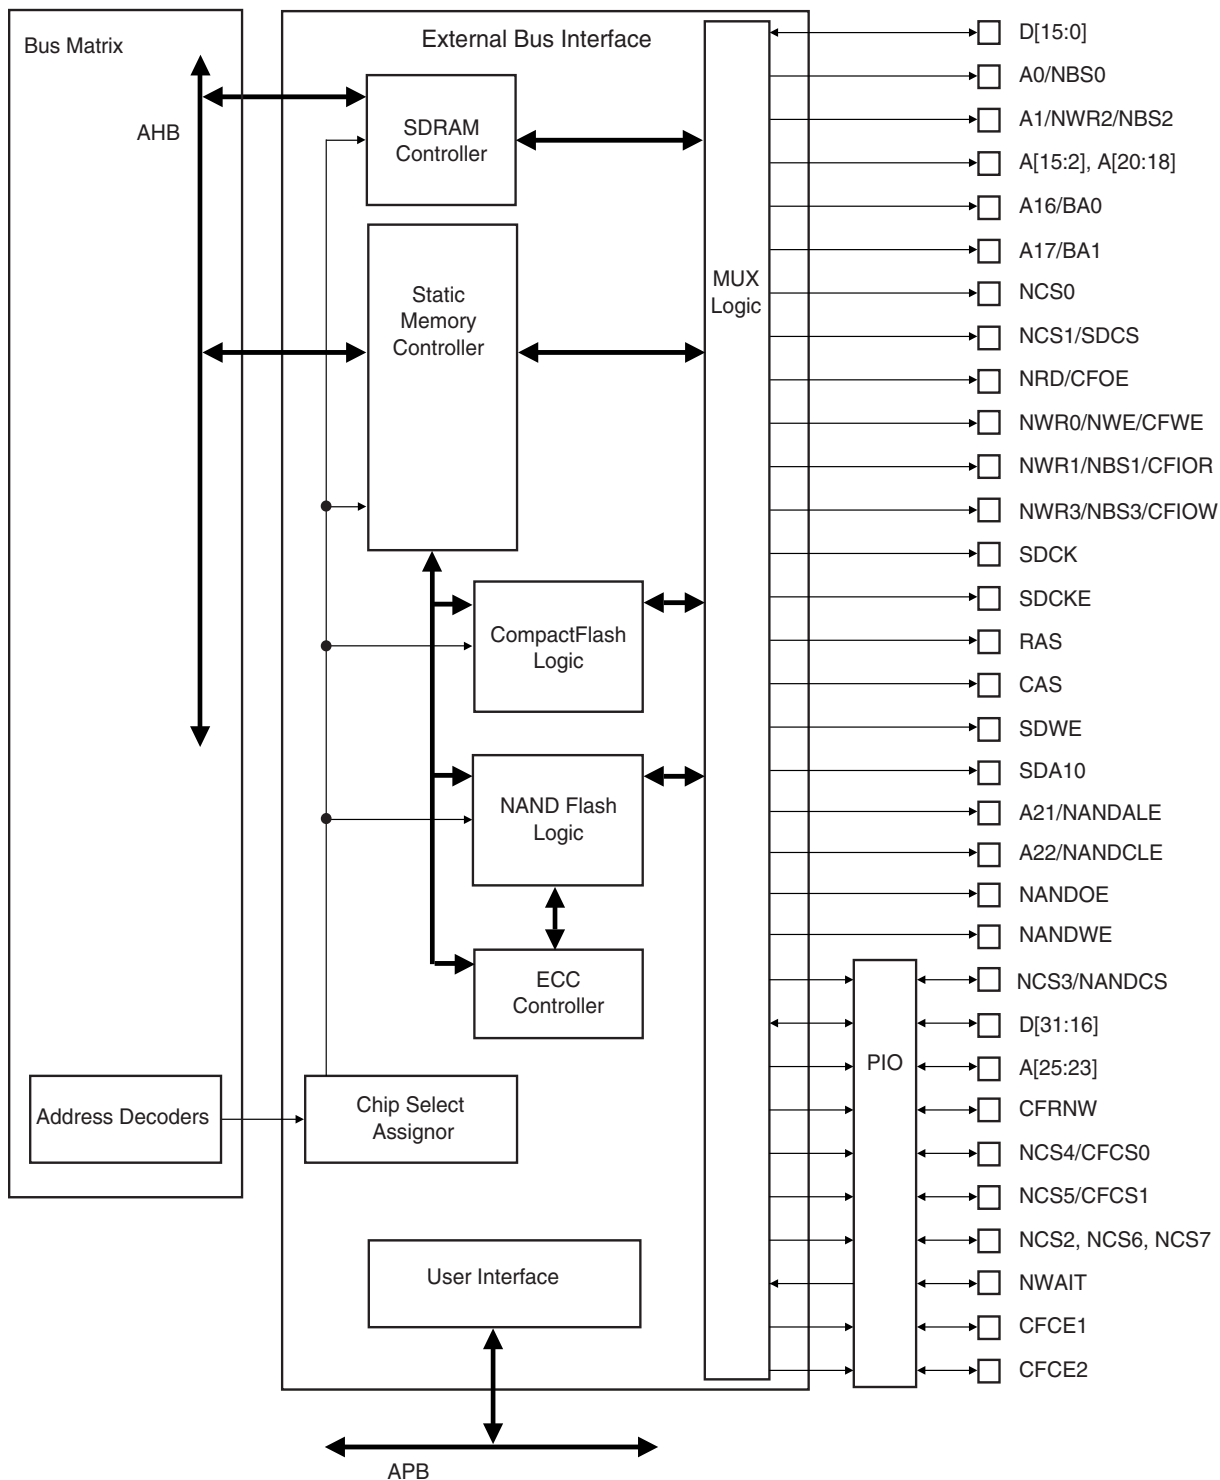 Bus Matrix
External Bus Interface
AHB
SDRAM
Controller
Static
Memory
Controller
CompactFlash
Logic
NAND Flash
Logic
ECC
Controller
Address Decoders
Chip Select
Assignor
User Interface
APB
MUX
Logic
PIO
D[15:0]
A0/NBS0
A1/NWR2/NBS2
A[15:2], A[20:18]
A16/BA0
A17/BA1
NCS0
NCS1/SDCS
NRD/CFOE
NWR0/NWE/CFWE
NWR1/NBS1/CFIOR
NWR3/NBS3/CFIOW
SDCK
SDCKE
RAS
CAS
SDWE
SDA10
A21/NANDALE
A22/NANDCLE
NANDOE
NANDWE
NCS3/NANDCS
D[31:16]
A[25:23]
CFRNW
NCS4/CFCS0
NCS5/CFCS1
NCS2, NCS6, NCS7
NWAIT
CFCE1
CFCE2